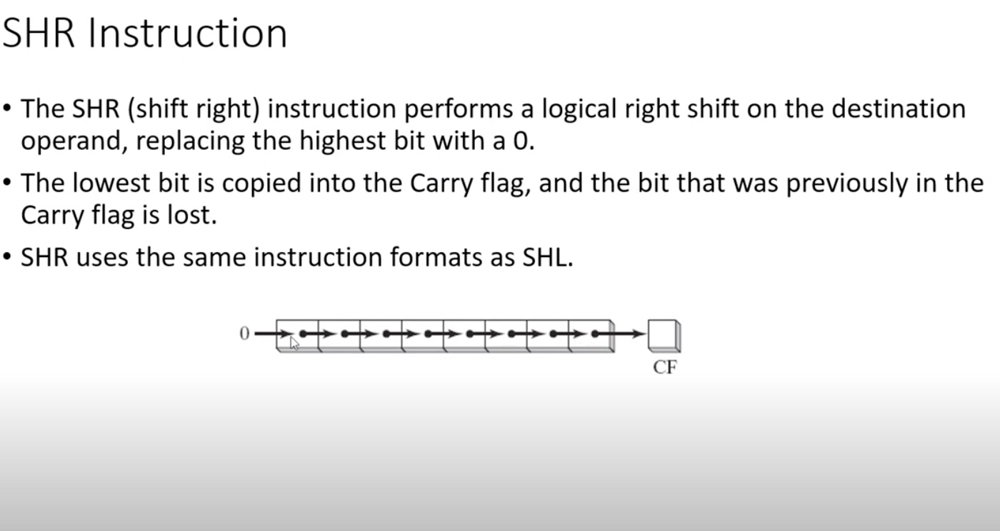 SHR Instruction
• The SHR (shift right) instruction performs a logical right shift on the destination
operand, replacing the highest bit with a 0.
• The lowest bit is copied into the Carry flag, and the bit that was previously in the
Carry flag is lost.
• SHR uses the same instruction formats as SHL.
0
CF